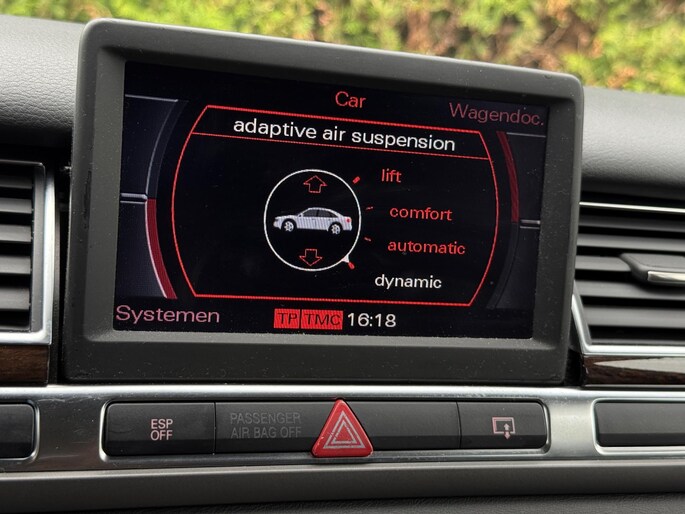 Car
Wagendoc.
adaptive air suspension
lift
comfort
automatic
dynamic
Systemen
TP TMC 16:18
ESP
OFF
PASSENGER
AIR BAG OFF